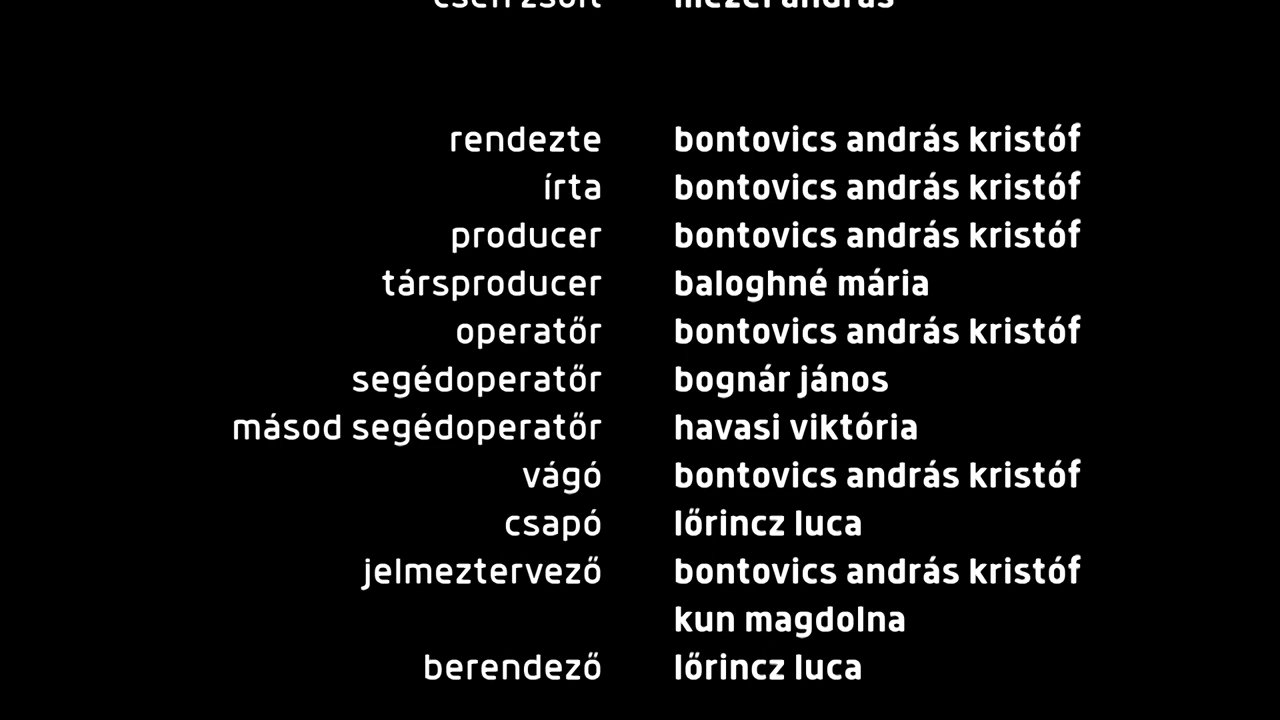 mezei andrás
rendezte bontovics andrás kristóf
írta bontovics andrás kristóf
producer bontovics andrás kristóf
társproducer baloghné mária
operatőr bontovics andrás kristóf
segédoperatőr bognár jános
másod segédoperatőr havasi viktória
vágó bontovics andrás kristóf
csapó lőrincz luca
jelmeztervező bontovics andrás kristóf
kun magdolna
berendező lőrincz luca